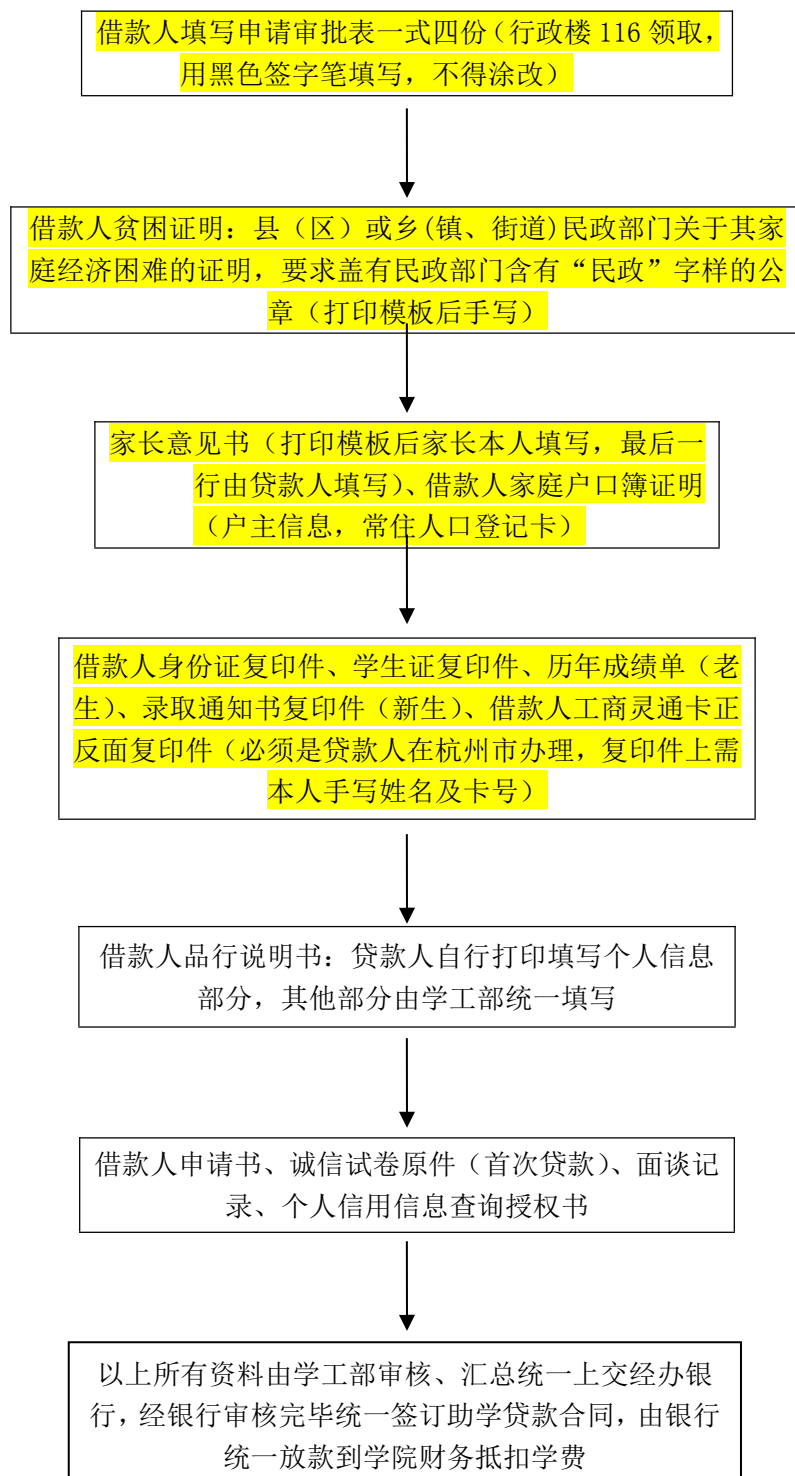 借款人填写申请审批表一式四份（行政楼 116 领取，
用黑色签字笔填写，不得涂改）
借款人贫困证明：县（区）或乡(镇、街道)民政部门关于其家
庭经济困难的证明，要求盖有民政部门含有“民政”字样的公
章（打印模板后手写）
家长意见书（打印模板后家长本人填写，最后一
行由贷款人填写）、借款人家庭户口簿证明
（户主信息，常住人口登记卡）
借款人身份证复印件、学生证复印件、历年成绩单（老
生）、录取通知书复印件（新生）、借款人工商灵通卡正
反面复印件（必须是贷款人在杭州市办理，复印件上需
本人手写姓名及卡号）
借款人品行说明书：贷款人自行打印填写个人信息
部分，其他部分由学工部统一填写
借款人申请书、诚信试卷原件（首次贷款）、面谈记
录、个人信用信息查询授权书
以上所有资料由学工部审核、汇总统一上交经办银
行，经银行审核完毕统一签订助学贷款合同，由银行
统一放款到学院财务抵扣学费